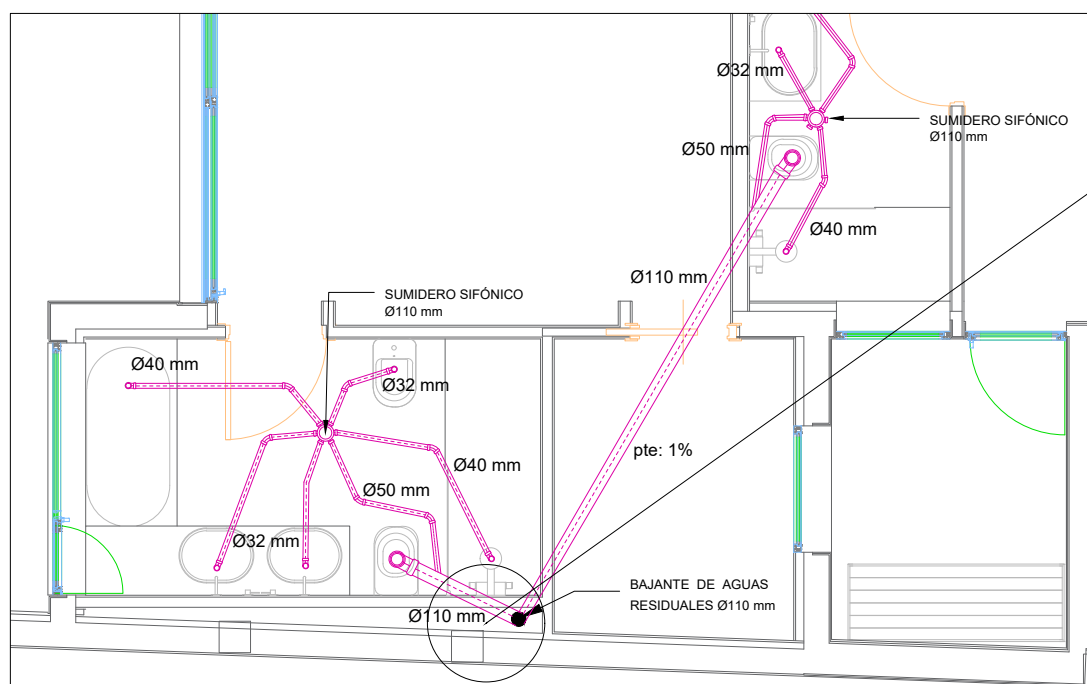 Ø32 mm
SUMIDERO SIFÓNICO
Ø110 mm
Ø50 mm
Ø40 mm
Ø110 mm
SUMIDERO SIFÓNICO
Ø110 mm
Ø40 mm
Ø32 mm
pte: 1%
Ø40 mm
Ø50 mm
Ø32 mm
BAJANTE DE AGUAS
RESIDUALES Ø110 mm
Ø110 mm